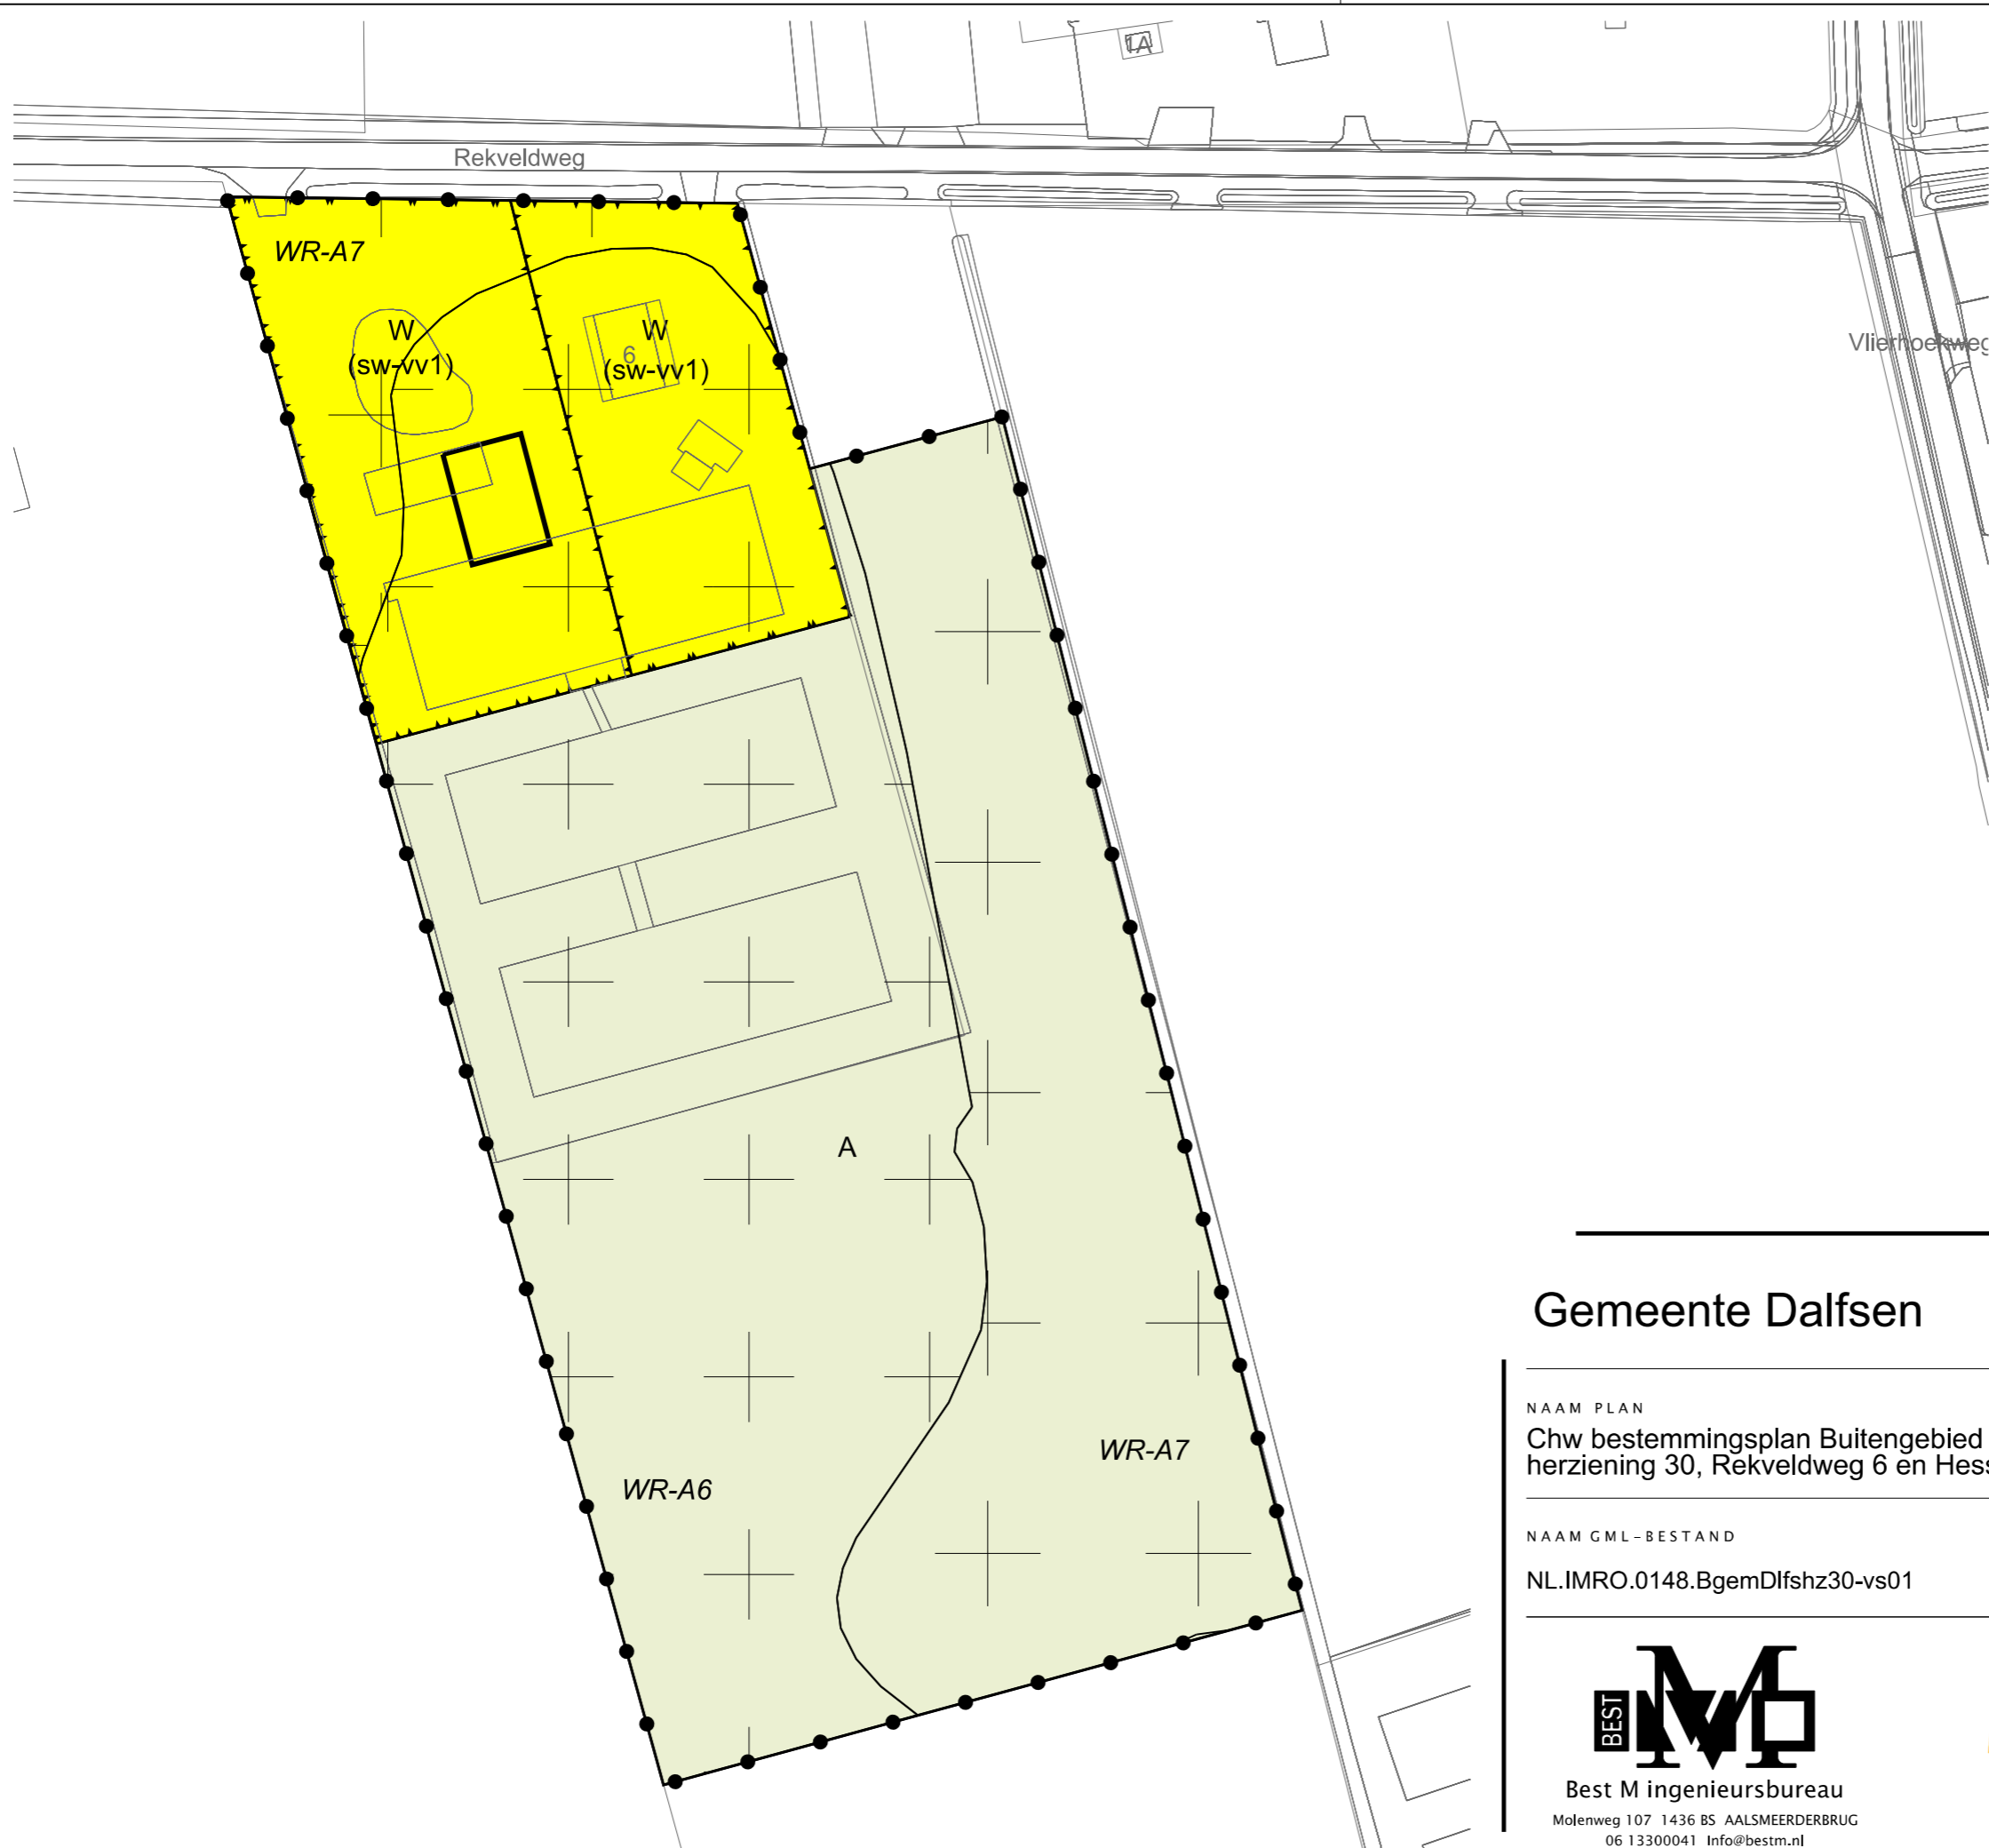 1A
Rekveldweg
WR-A7
W
(sw-vv1)
W
6
(sw-vv1)
Vlierhoekweg
A
WR-A7
WR-A6
Gemeente Dalfsen
NAAM PLAN
Chw bestemmingsplan Buitengebied
herziening 30, Rekveldweg 6 en Hess
NAAM GML-BESTAND
NL.IMRO.0148.BgemDlfshz30-vs01
BEST M
Best M ingenieursbureau
Molenweg 107 1436 BS AALSMEERDERBRUG
06 13300041 Info@bestm.nl